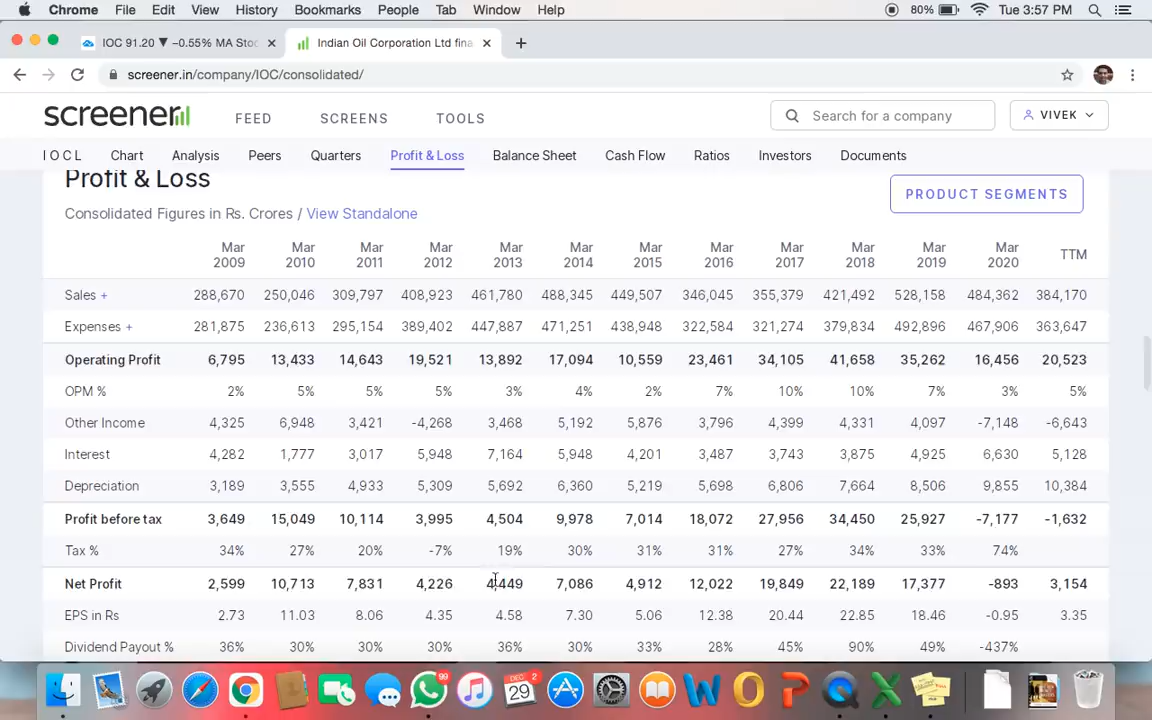 Chrome File Edit View History Bookmarks People Tab Window Help 80% Tue 3:57 PM
IOC 91.20 ▼ −0.55% MA Sto Indian Oil Corporation Ltd fina
screener.in/company/IOC/consolidated/
screener FEED SCREENS TOOLS Search for a company VIVEK
I O C L Chart Analysis Peers Quarters Profit & Loss Balance Sheet Cash Flow Ratios Investors Documents
Profit & Loss PRODUCT SEGMENTS
Consolidated Figures in Rs. Crores / View Standalone
Mar 2009 Mar 2010 Mar 2011 Mar 2012 Mar 2013 Mar 2014 Mar 2015 Mar 2016 Mar 2017 Mar 2018 Mar 2019 Mar 2020 TTM
Sales + 288,670 250,046 309,797 408,923 461,780 488,345 449,507 346,045 355,379 421,492 528,158 484,362 384,170
Expenses + 281,875 236,613 295,154 389,402 447,887 471,251 438,948 322,584 321,274 379,834 492,896 467,906 363,647
Operating Profit 6,795 13,433 14,643 19,521 13,892 17,094 10,559 23,461 34,105 41,658 35,262 16,456 20,523
OPM % 2% 5% 5% 5% 3% 4% 2% 7% 10% 10% 7% 3% 5%
Other Income 4,325 6,948 3,421 -4,268 3,468 5,192 5,876 3,796 4,399 4,331 4,097 -7,148 -6,643
Interest 4,282 1,777 3,017 5,948 7,164 5,948 4,201 3,487 3,743 3,875 4,925 6,630 5,128
Depreciation 3,189 3,555 4,933 5,309 5,692 6,360 5,219 5,698 6,806 7,664 8,506 9,855 10,384
Profit before tax 3,649 15,049 10,114 3,995 4,504 9,978 7,014 18,072 27,956 34,450 25,927 -7,177 -1,632
Tax % 34% 27% 20% -7% 19% 30% 31% 31% 27% 34% 33% 74%
Net Profit 2,599 10,713 7,831 4,226 4,449 7,086 4,912 12,022 19,849 22,189 17,377 -893 3,154
EPS in Rs 2.73 11.03 8.06 4.35 4.58 7.30 5.06 12.38 20.44 22.85 18.46 -0.95 3.35
Dividend Payout % 36% 30% 30% 30% 36% 30% 33% 28% 45% 90% 49% -437%
99 DEC 29 2